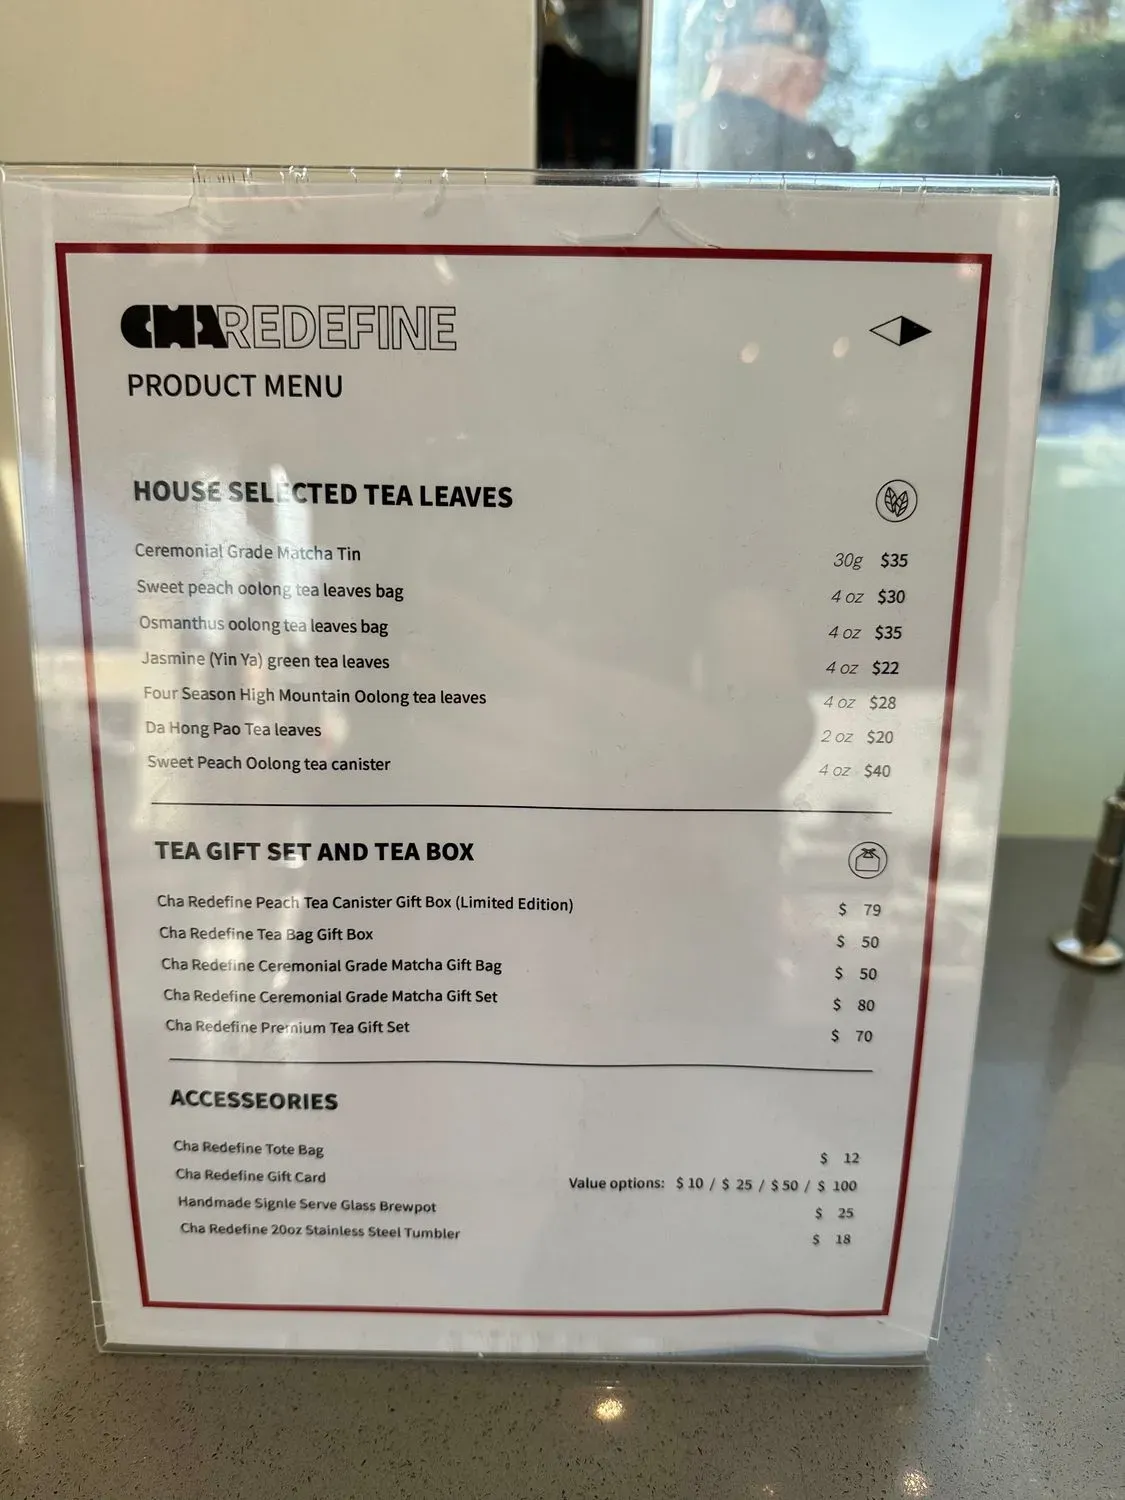 CHAREDEFINE
PRODUCT MENU
HOUSE SELECTED TEA LEAVES
Ceremonial Grade Matcha Tin 30g $35
Sweet peach oolong tea leaves bag 4 oz $30
Osmanthus oolong tea leaves bag 4 oz $35
Jasmine (Yin Ya) green tea leaves 4 oz $22
Four Season High Mountain Oolong tea leaves 4 oz $28
Da Hong Pao Tea leaves 2 oz $20
Sweet Peach Oolong tea canister 4 oz $40
TEA GIFT SET AND TEA BOX
Cha Redefine Peach Tea Canister Gift Box (Limited Edition) $ 79
Cha Redefine Tea Bag Gift Box $ 50
Cha Redefine Ceremonial Grade Matcha Gift Bag $ 50
Cha Redefine Ceremonial Grade Matcha Gift Set $ 80
Cha Redefine Premium Tea Gift Set $ 70
ACCESSEORIES
Cha Redefine Tote Bag $ 12
Cha Redefine Gift Card Value options: $ 10 / $ 25 / $ 50 / $ 100
Handmade Signle Serve Glass Brewpot $ 25
Cha Redefine 20oz Stainless Steel Tumbler $ 18